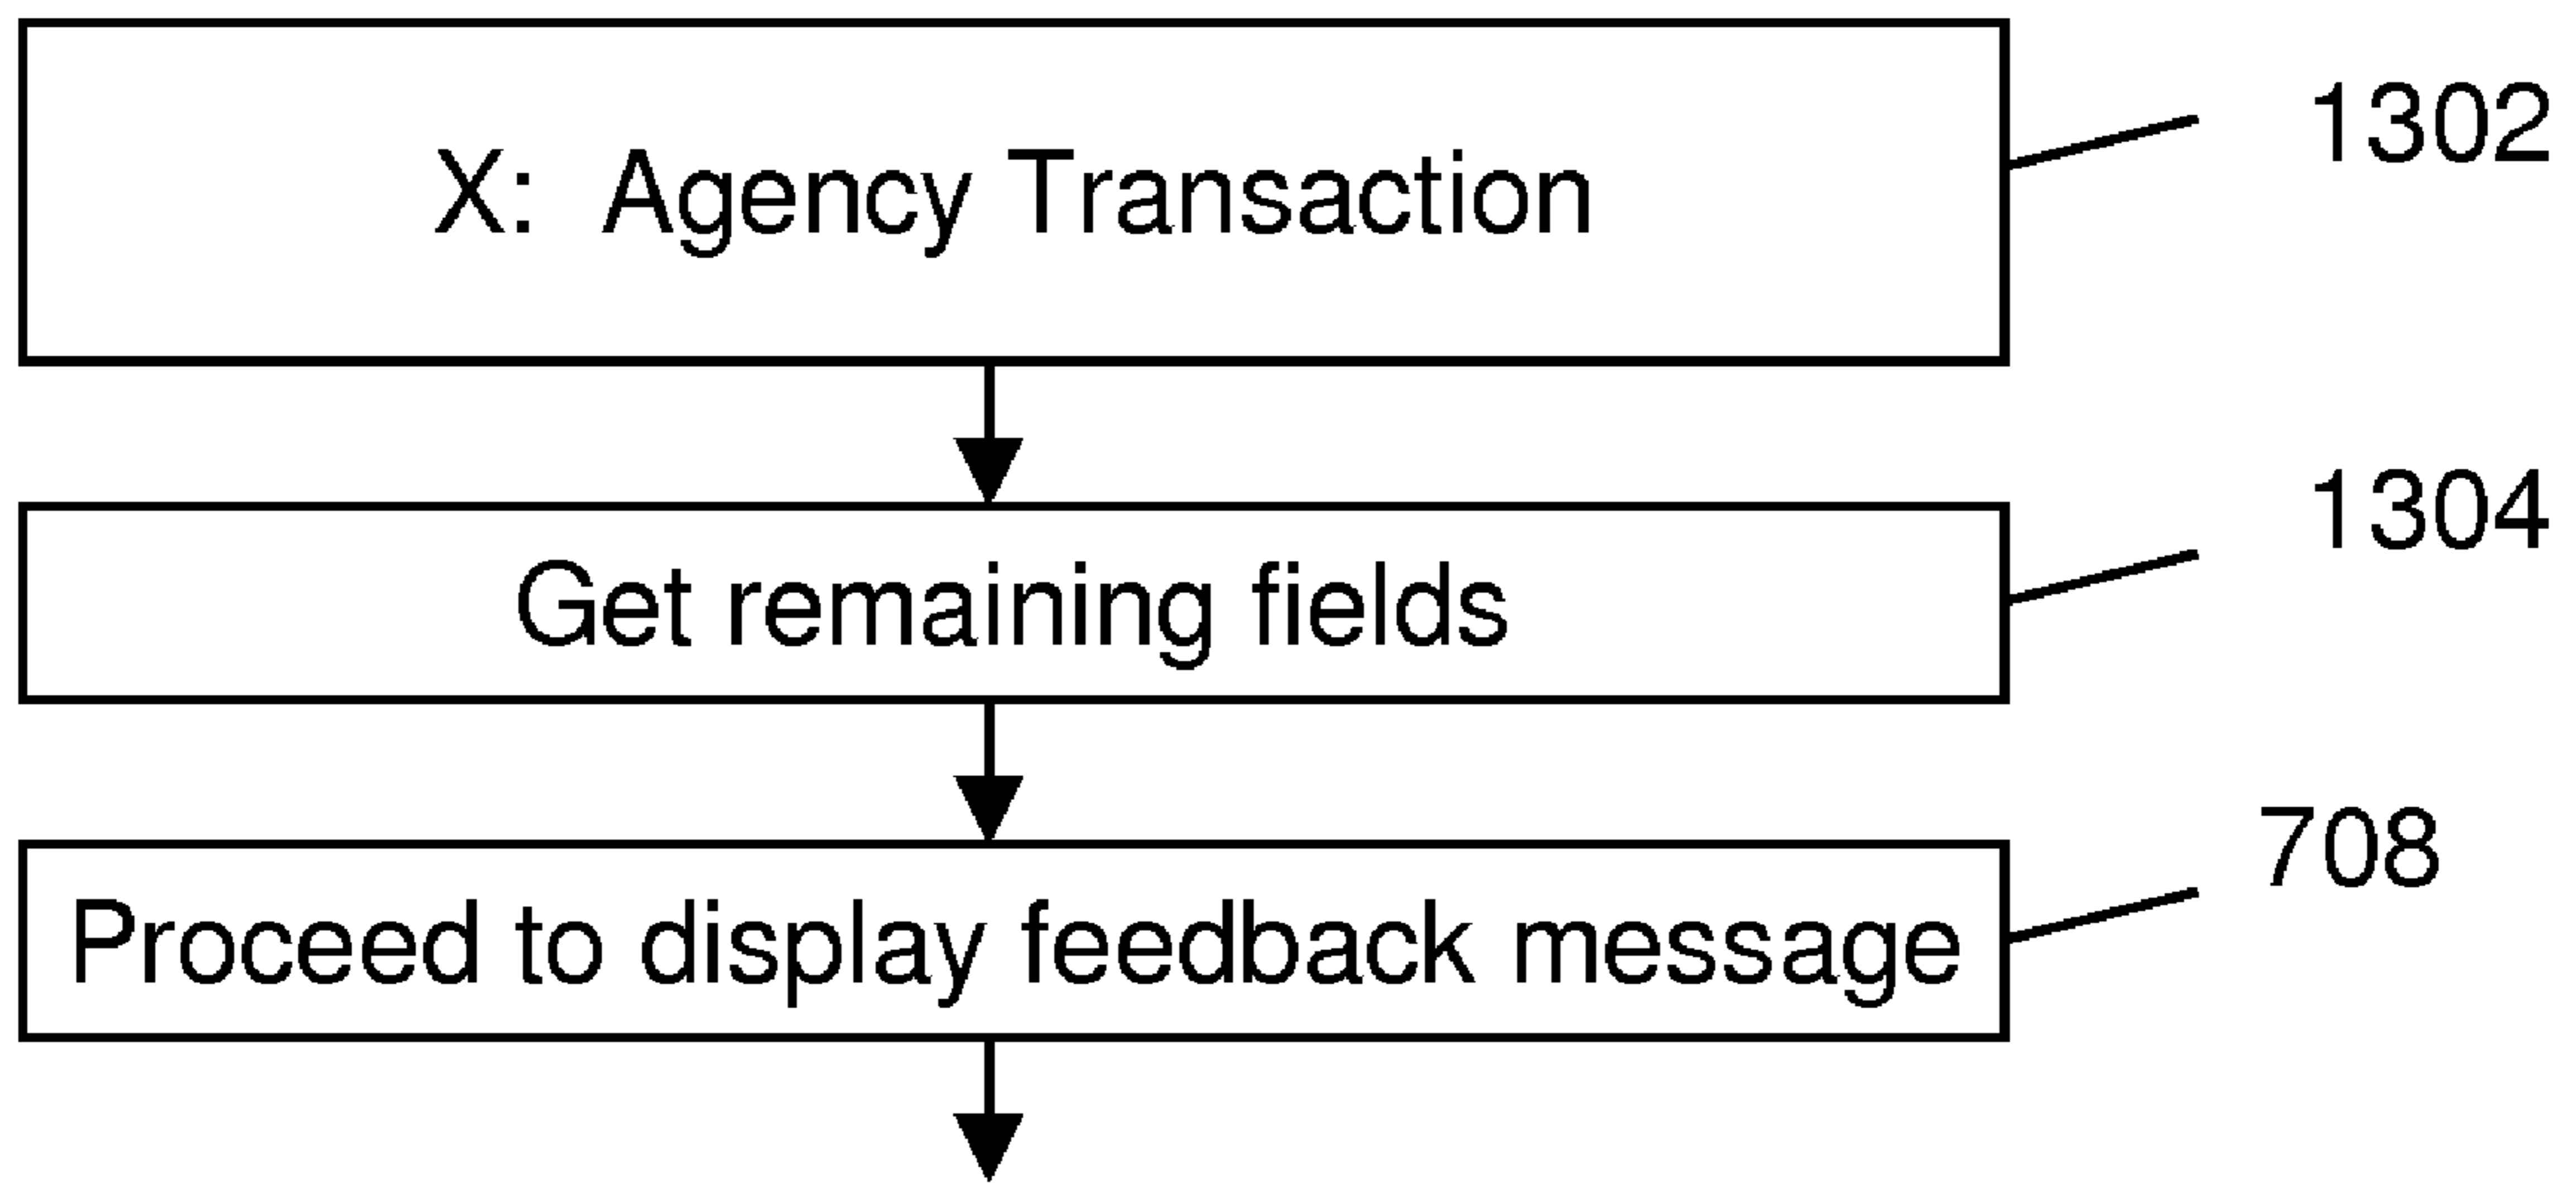 X: Agency Transaction
1302
Get remaining fields
1304
Proceed to display feedback message
708